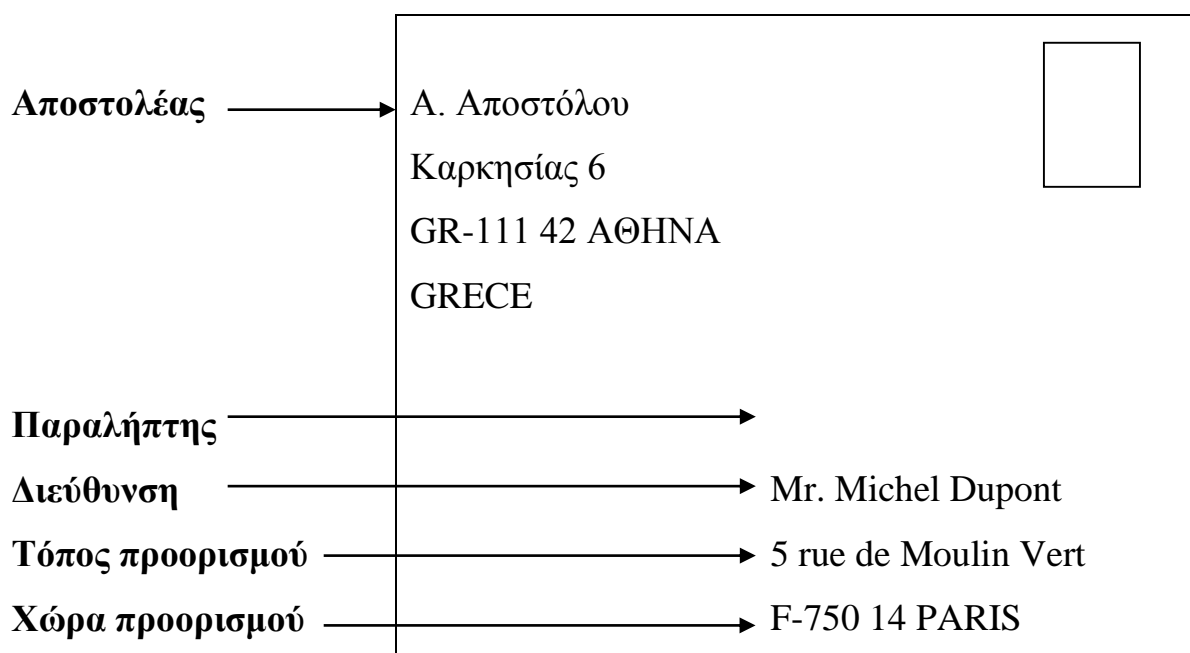 Αποστολέας Α. Αποστόλου
Καρκησίας 6
GR-111 42 ΑΘΗΝΑ
GRECE
Παραλήπτης
Διεύθυνση Mr. Michel Dupont
Τόπος προορισμού 5 rue de Moulin Vert
Χώρα προορισμού F-750 14 PARIS